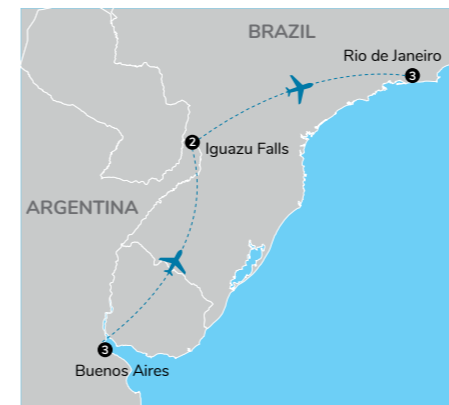 BRAZIL
Rio de Janeiro
3
2
Iguazu Falls
ARGENTINA
3
Buenos Aires